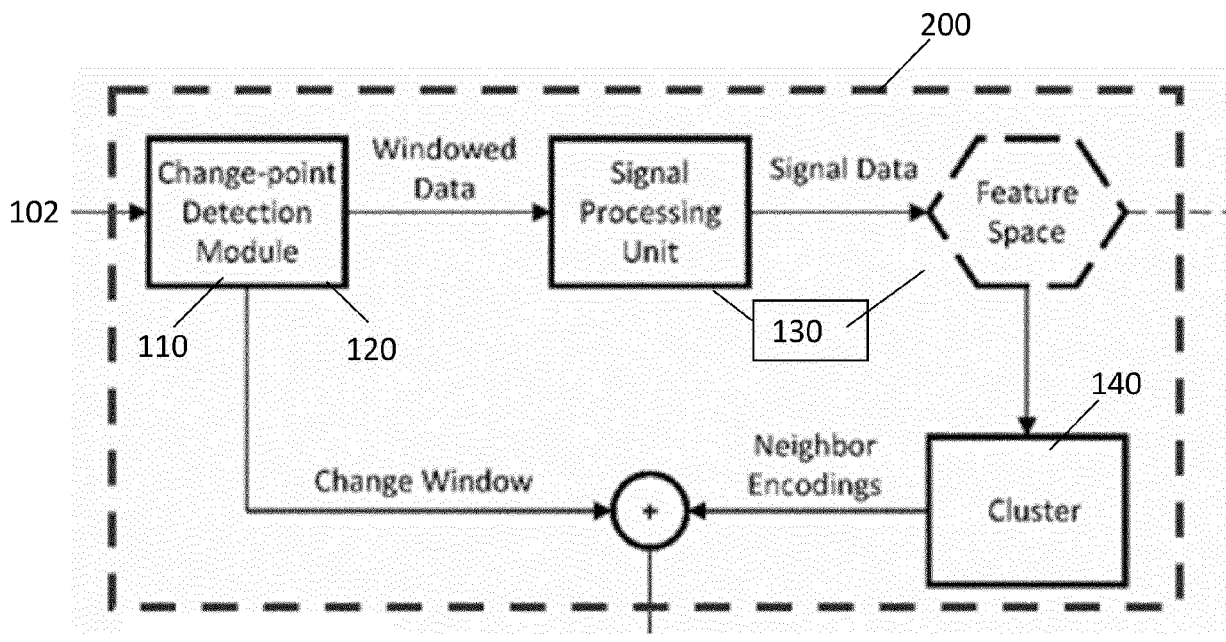 200
Change-point
Detection
Module
Windowed
Data
Signal
Processing
Unit
Signal Data
Feature
Space
102
110
120
130
140
Change Window
+
Neighbor
Encodings
Cluster